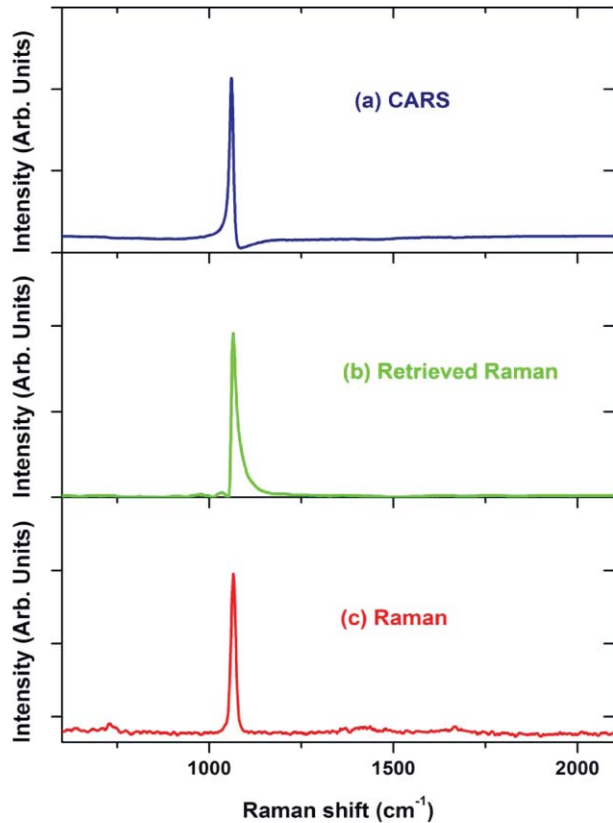 (a) CARS
Intensity (Arb. Units)
(b) Retrieved Raman
Intensity (Arb. Units)
(c) Raman
Intensity (Arb. Units)
1000
1500
2000
Raman shift (cm⁻¹)